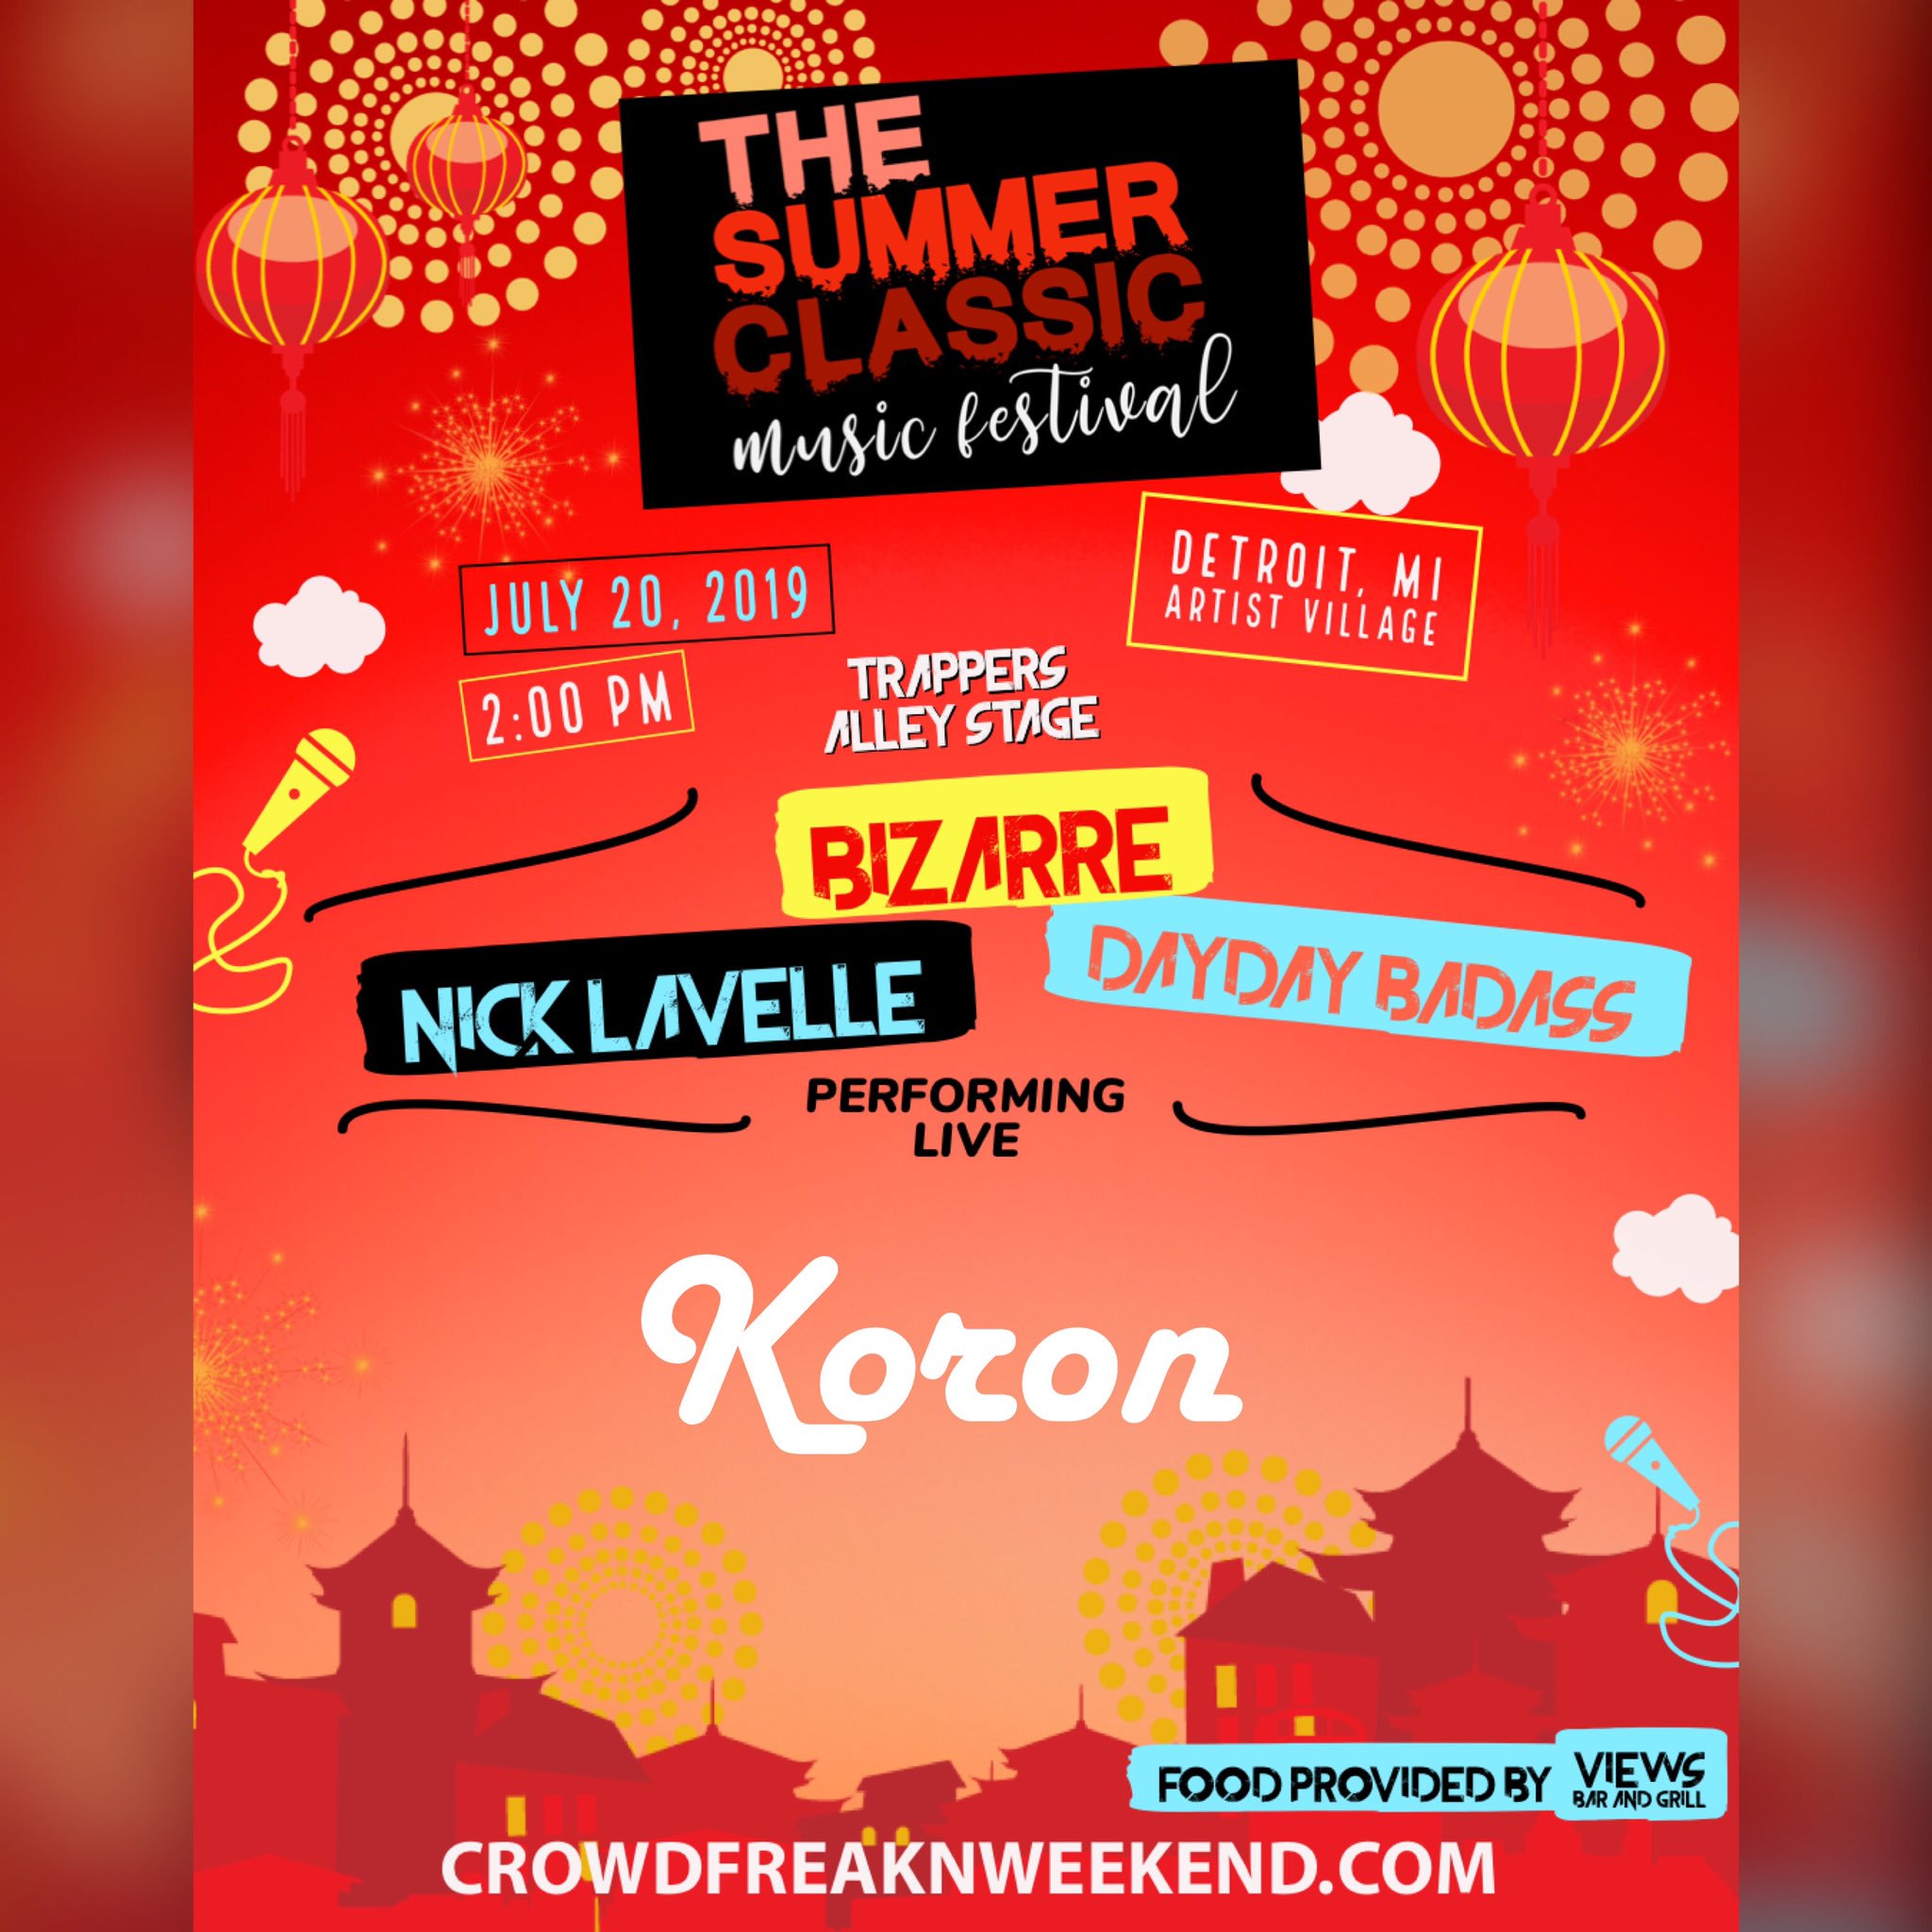 THE
SUMMER
CLASSIC
music festival
JULY 20, 2019
2:00 PM
DETROIT, MI
ARTIST VILLAGE
TRAPPERS
ALLEY STAGE
BIZARRE
NICK LAVELLE
DAYDAY BADASS
PERFORMING
LIVE
Koron
FOOD PROVIDED BY
VIEWS
BAR AND GRILL
CROWDFREAKNWEEKEND.COM